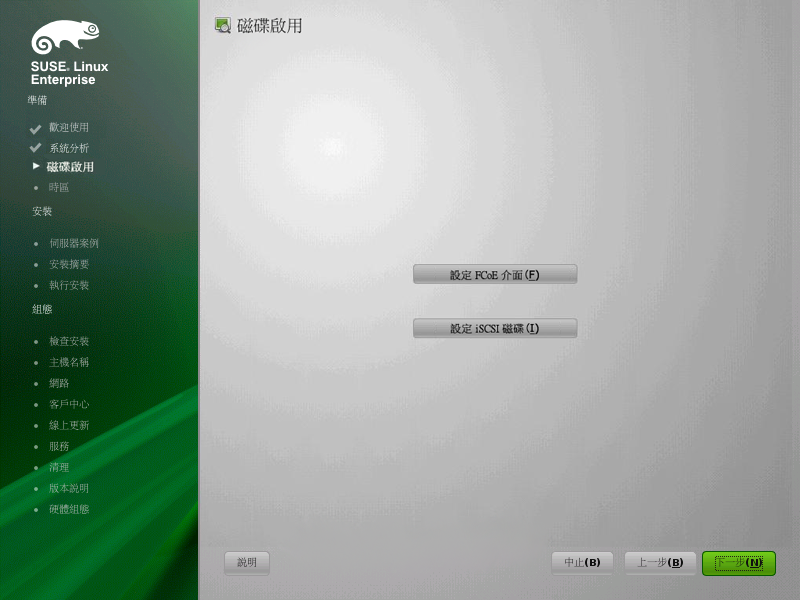 SUSE® Linux
Enterprise
準備
歡迎使用
系統分析
磁碟啟用
時區
安裝
伺服器案例
安裝摘要
執行安裝
組態
檢查安裝
主機名稱
網路
客戶中心
線上更新
服務
清理
版本說明
硬體組態
磁碟啟用
設定 FCoE 介面(F)
設定 iSCSI 磁碟(I)
說明
中止(B)
上一步(B)
下一步(N)